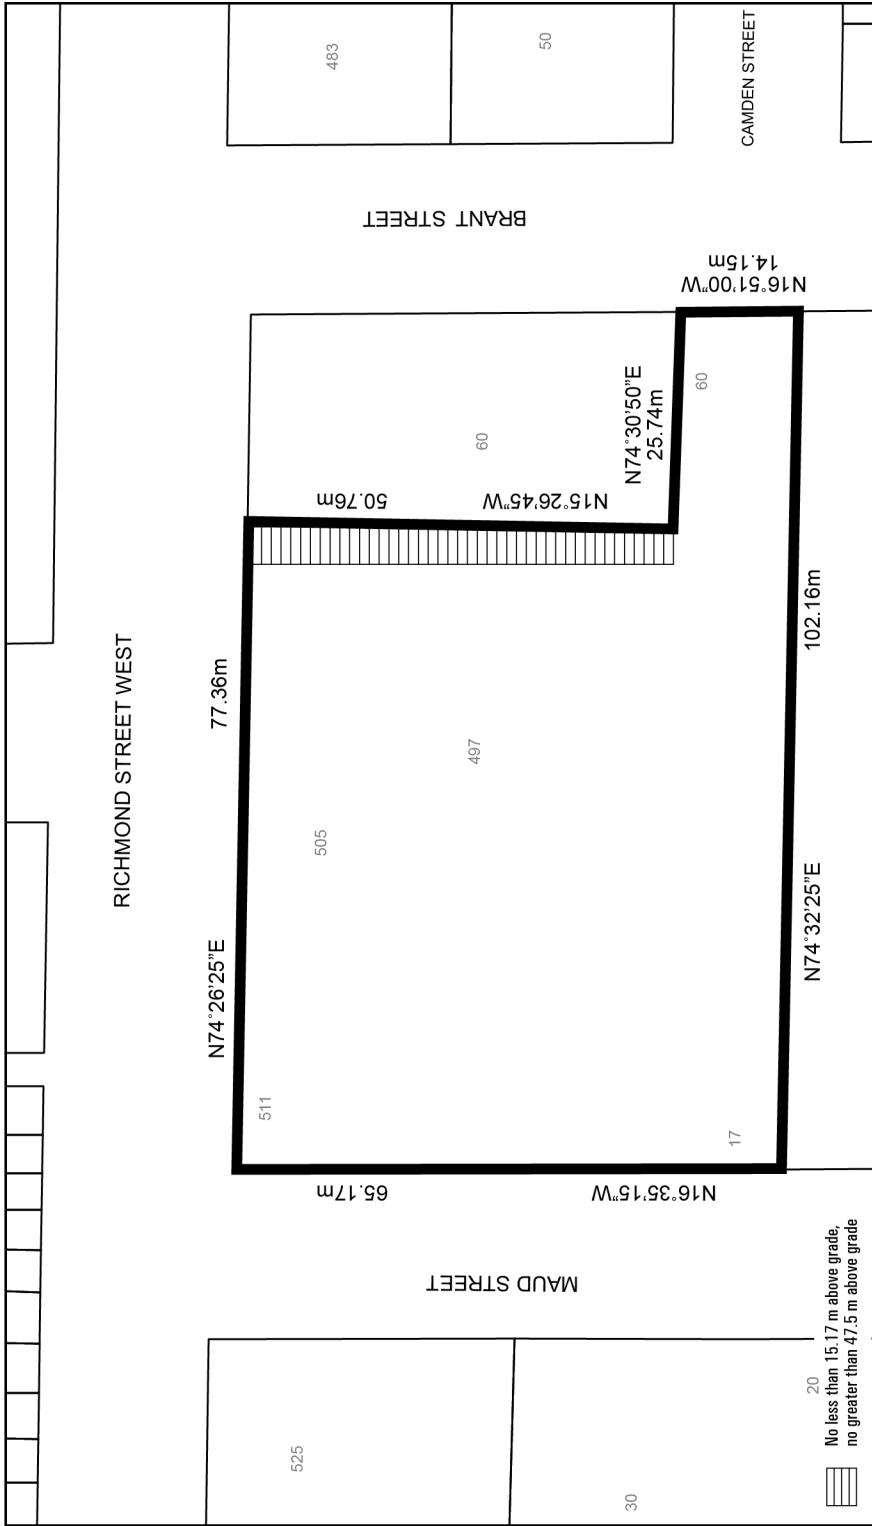 RICHMOND STREET WEST
N74°26'25"E
77.36m
511
505
497
17
65.17m
N16°35'15"W
MAUD STREET
525
30
20
50.76m
N15°26'45"W
60
N74°30'50"E
25.74m
60
N16°51'00"W
14.15m
N74°32'25"E
102.16m
BRANT STREET
483
50
CAMDEN STREET
No less than 15.17 m above grade,
no greater than 47.5 m above grade